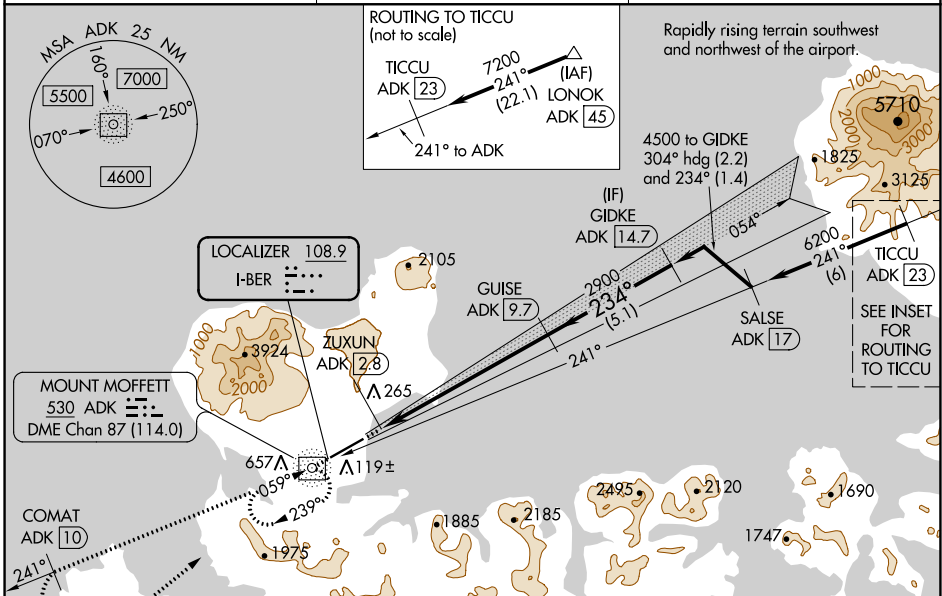 MSA ADK 25 NM
160°
7000
5500
250°
070°
4600
ROUTING TO TICCU
(not to scale)
TICCU
ADK 23
7200
241°
(22.1)
(IAF)
LONOK
ADK 45
241° to ADK
Rapidly rising terrain southwest
and northwest of the airport.
1000
5710
2000
3000
1825
3125
4500 to GIDKE
304° hdg (2.2)
and 234° (1.4)
(IF)
GIDKE
ADK 14.7
054°
6200
241°
(6)
TICCU
ADK 23
LOCALIZER 108.9
I-BER
2105
GUISE
ADK 9.7
2900
234°
(5.1)
241°
SALSE
ADK 17
SEE INSET
FOR
ROUTING
TO TICCU
1000
3924
2000
ZUXUN
ADK 2.8
265
MOUNT MOFFETT
530 ADK
DME Chan 87 (114.0)
657
119±
059°
239°
COMAT
ADK 10
241°
1975
1885
2185
2495
2120
1690
1747